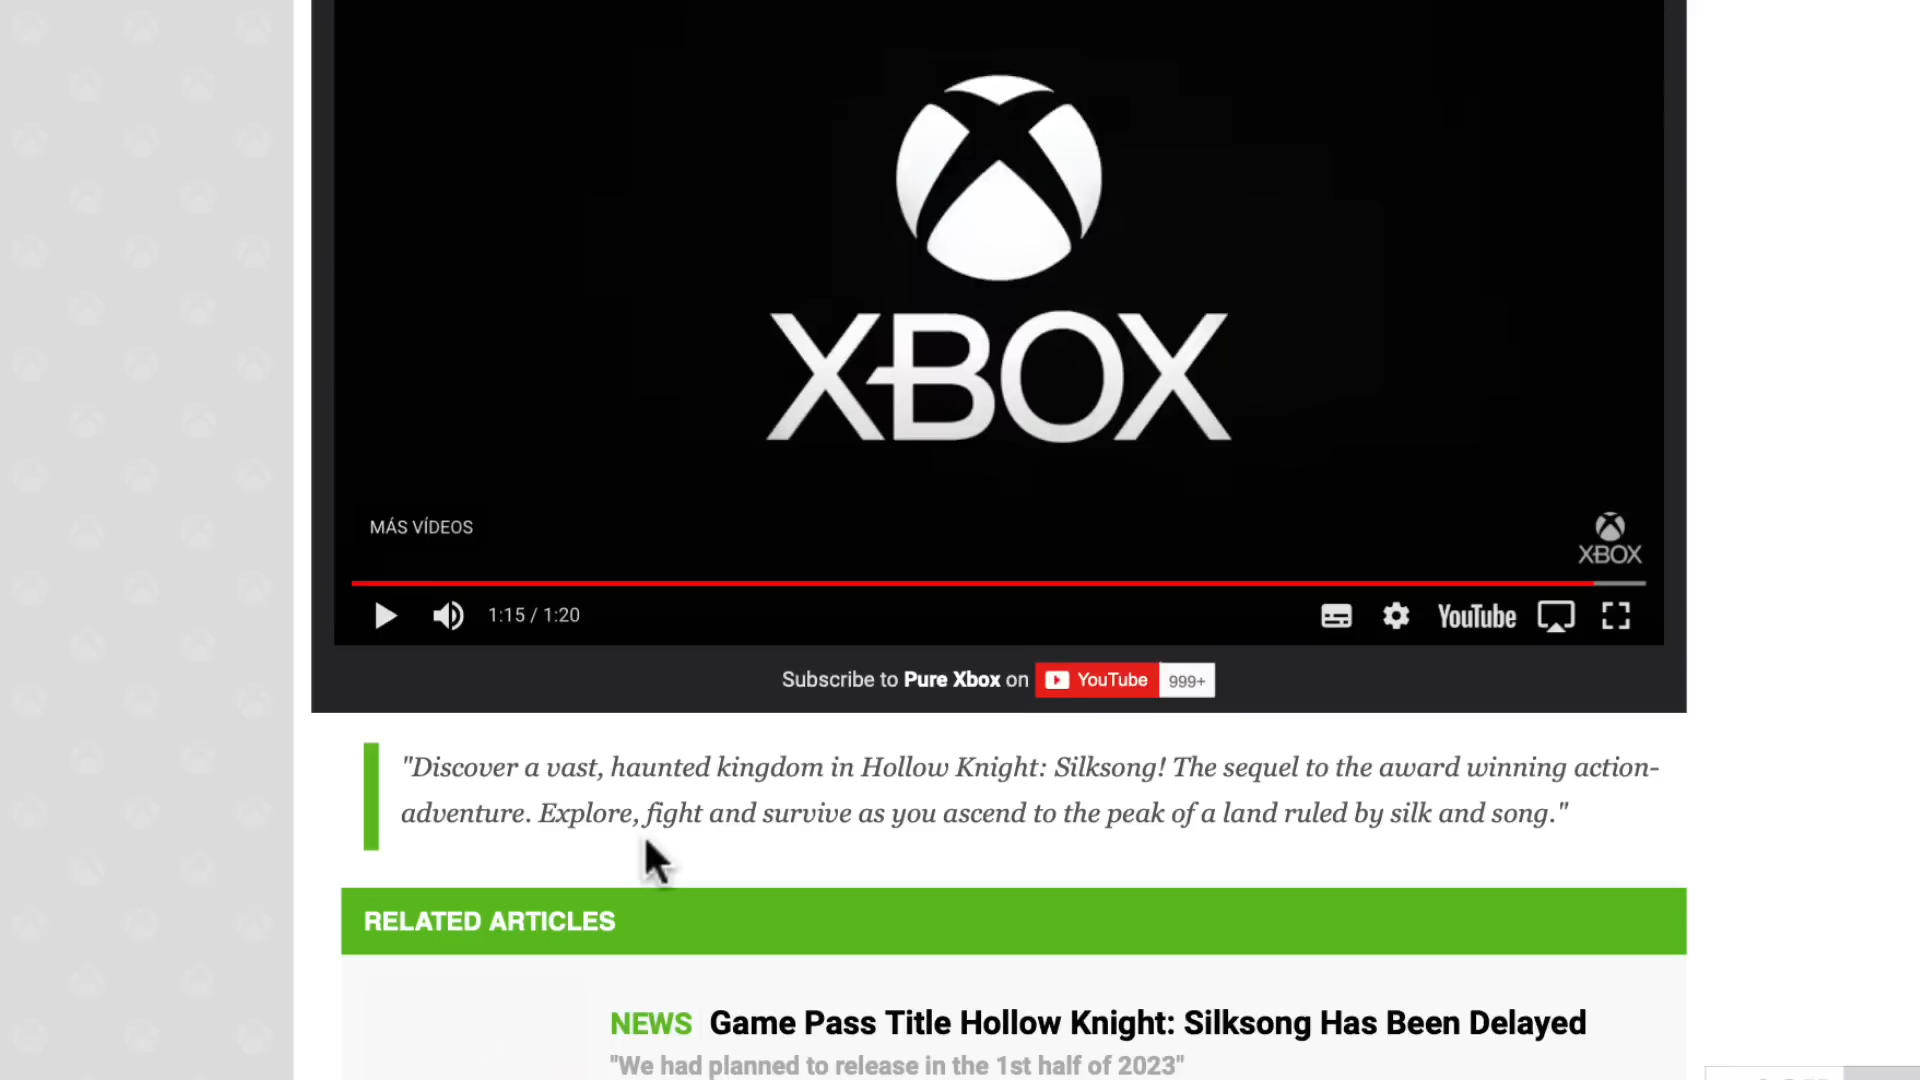 XBOX
MÁS VÍDEOS
XBOX
1:15 / 1:20
YouTube
Subscribe to Pure Xbox on YouTube 999+
"Discover a vast, haunted kingdom in Hollow Knight: Silksong! The sequel to the award winning action-
adventure. Explore, fight and survive as you ascend to the peak of a land ruled by silk and song."
RELATED ARTICLES
NEWS Game Pass Title Hollow Knight: Silksong Has Been Delayed
"We had planned to release in the 1st half of 2023"